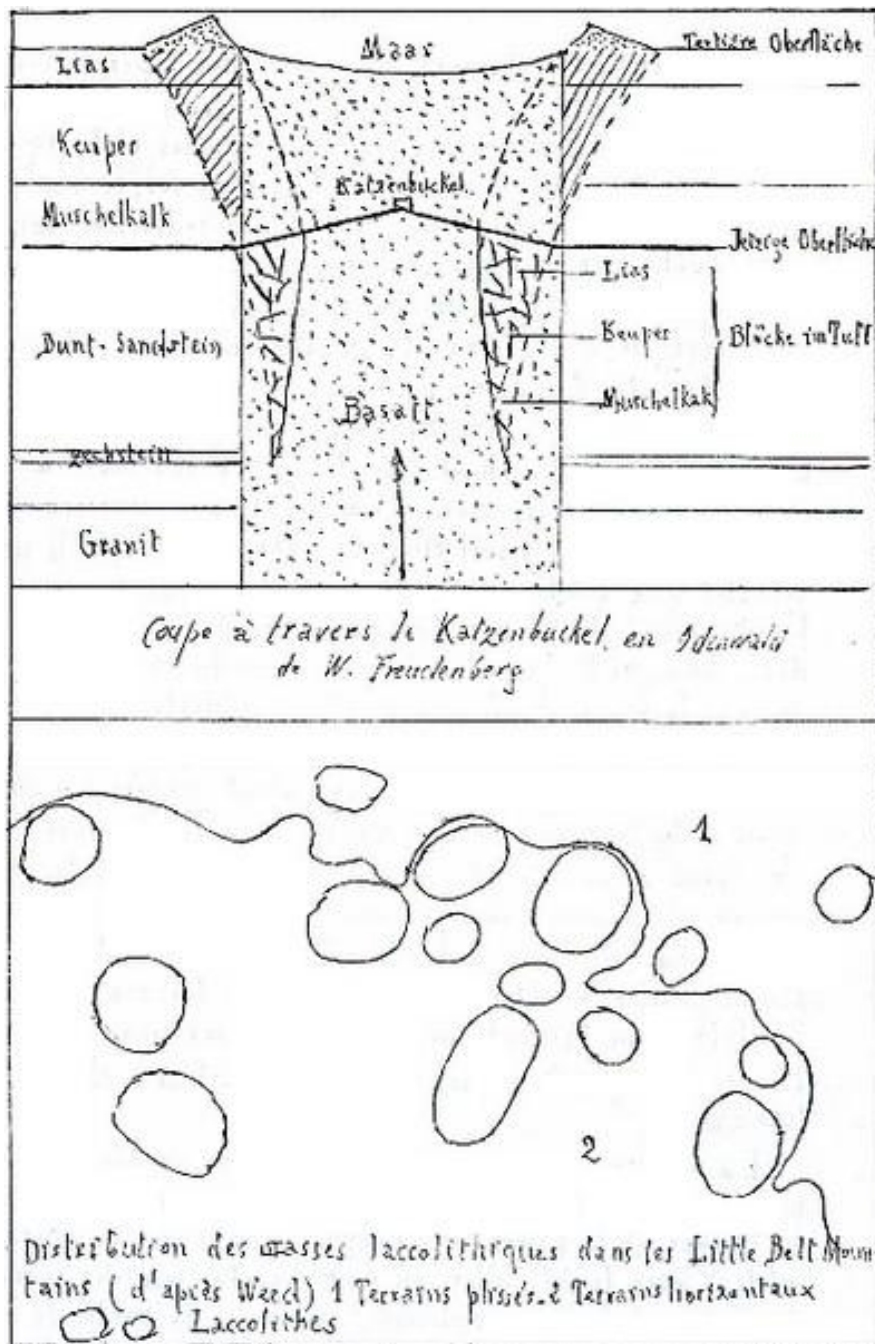 Maas
Tertiäre Oberfläche
Lias
Keuper
Katzenbuckel
Muschelkalk
Jetzige Oberfläche
Lias
Bunt-Sandstein
Keuper
Blöcke im Tuff
Basalt
Muschelkak
zechstein
Granit
Coupe à travers le Katzenbuckel en Odenwald
de W. Freudenberg
1
2
Distribution des masses laccolithiques dans les Little Belt Moun-
tains (d'après Weed) 1 Terrains plissés_2 Terrains horizontaux
Laccolithes